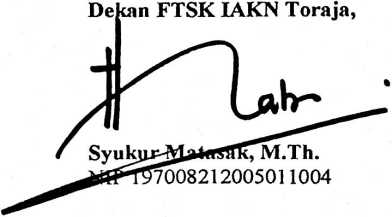 Dekan FTSK IAKN Toraja,
Syukur Matasak, M.Th.
NIP 197008212005011004